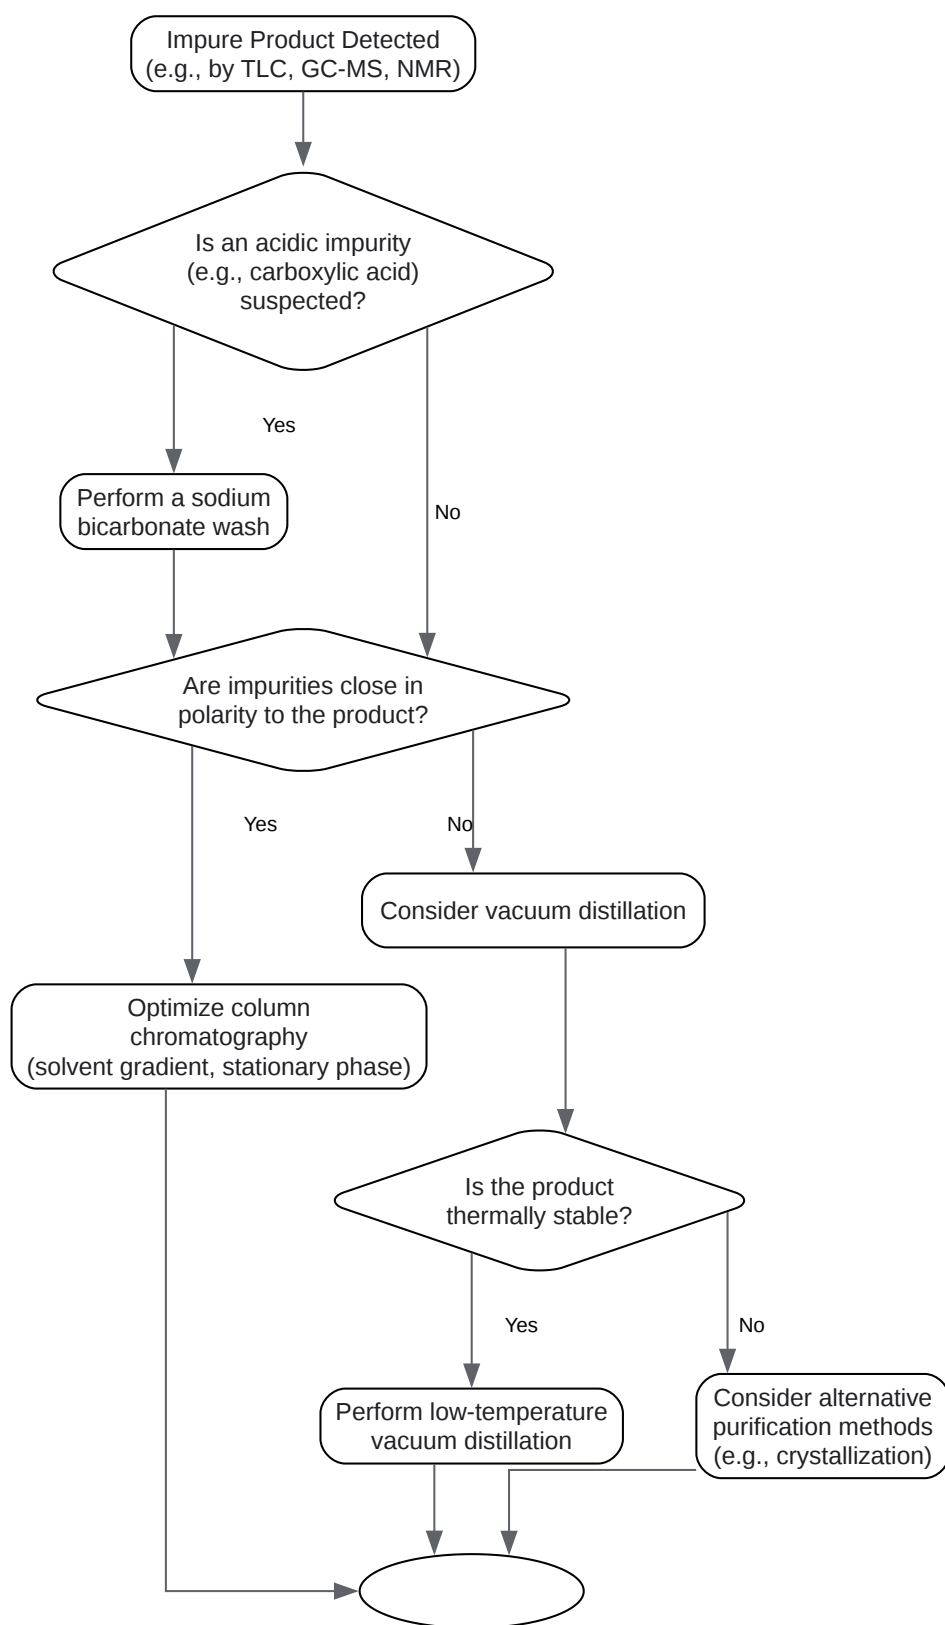 Impure Product Detected
(e.g., by TLC, GC-MS, NMR)
Is an acidic impurity
(e.g., carboxylic acid)
suspected?
Yes
Perform a sodium
bicarbonate wash
No
Are impurities close in
polarity to the product?
Yes
No
Consider vacuum distillation
Optimize column
chromatography
(solvent gradient, stationary phase)
Is the product
thermally stable?
Yes
No
Perform low-temperature
vacuum distillation
Consider alternative
purification methods
(e.g., crystallization)